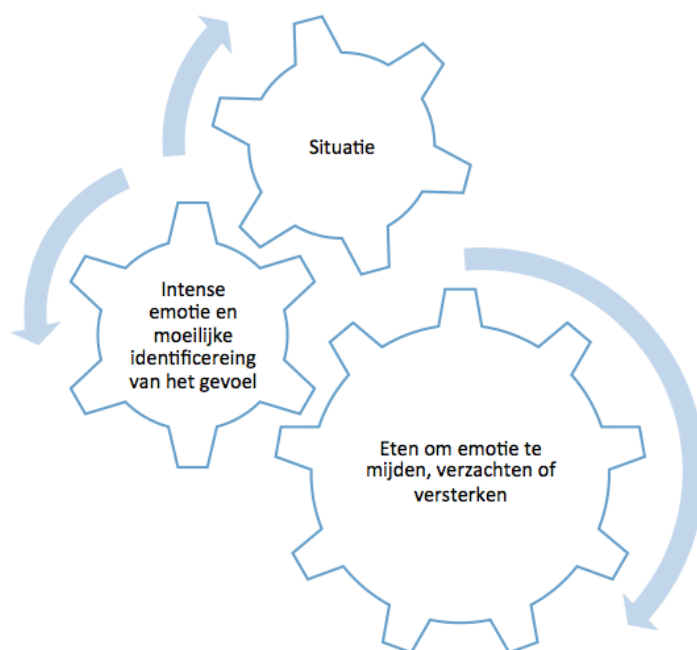 Situatie
Intense
emotie en
moeilijke
identificereing
van het gevoel
Eten om emotie te
mijden, verzachten of
versterken